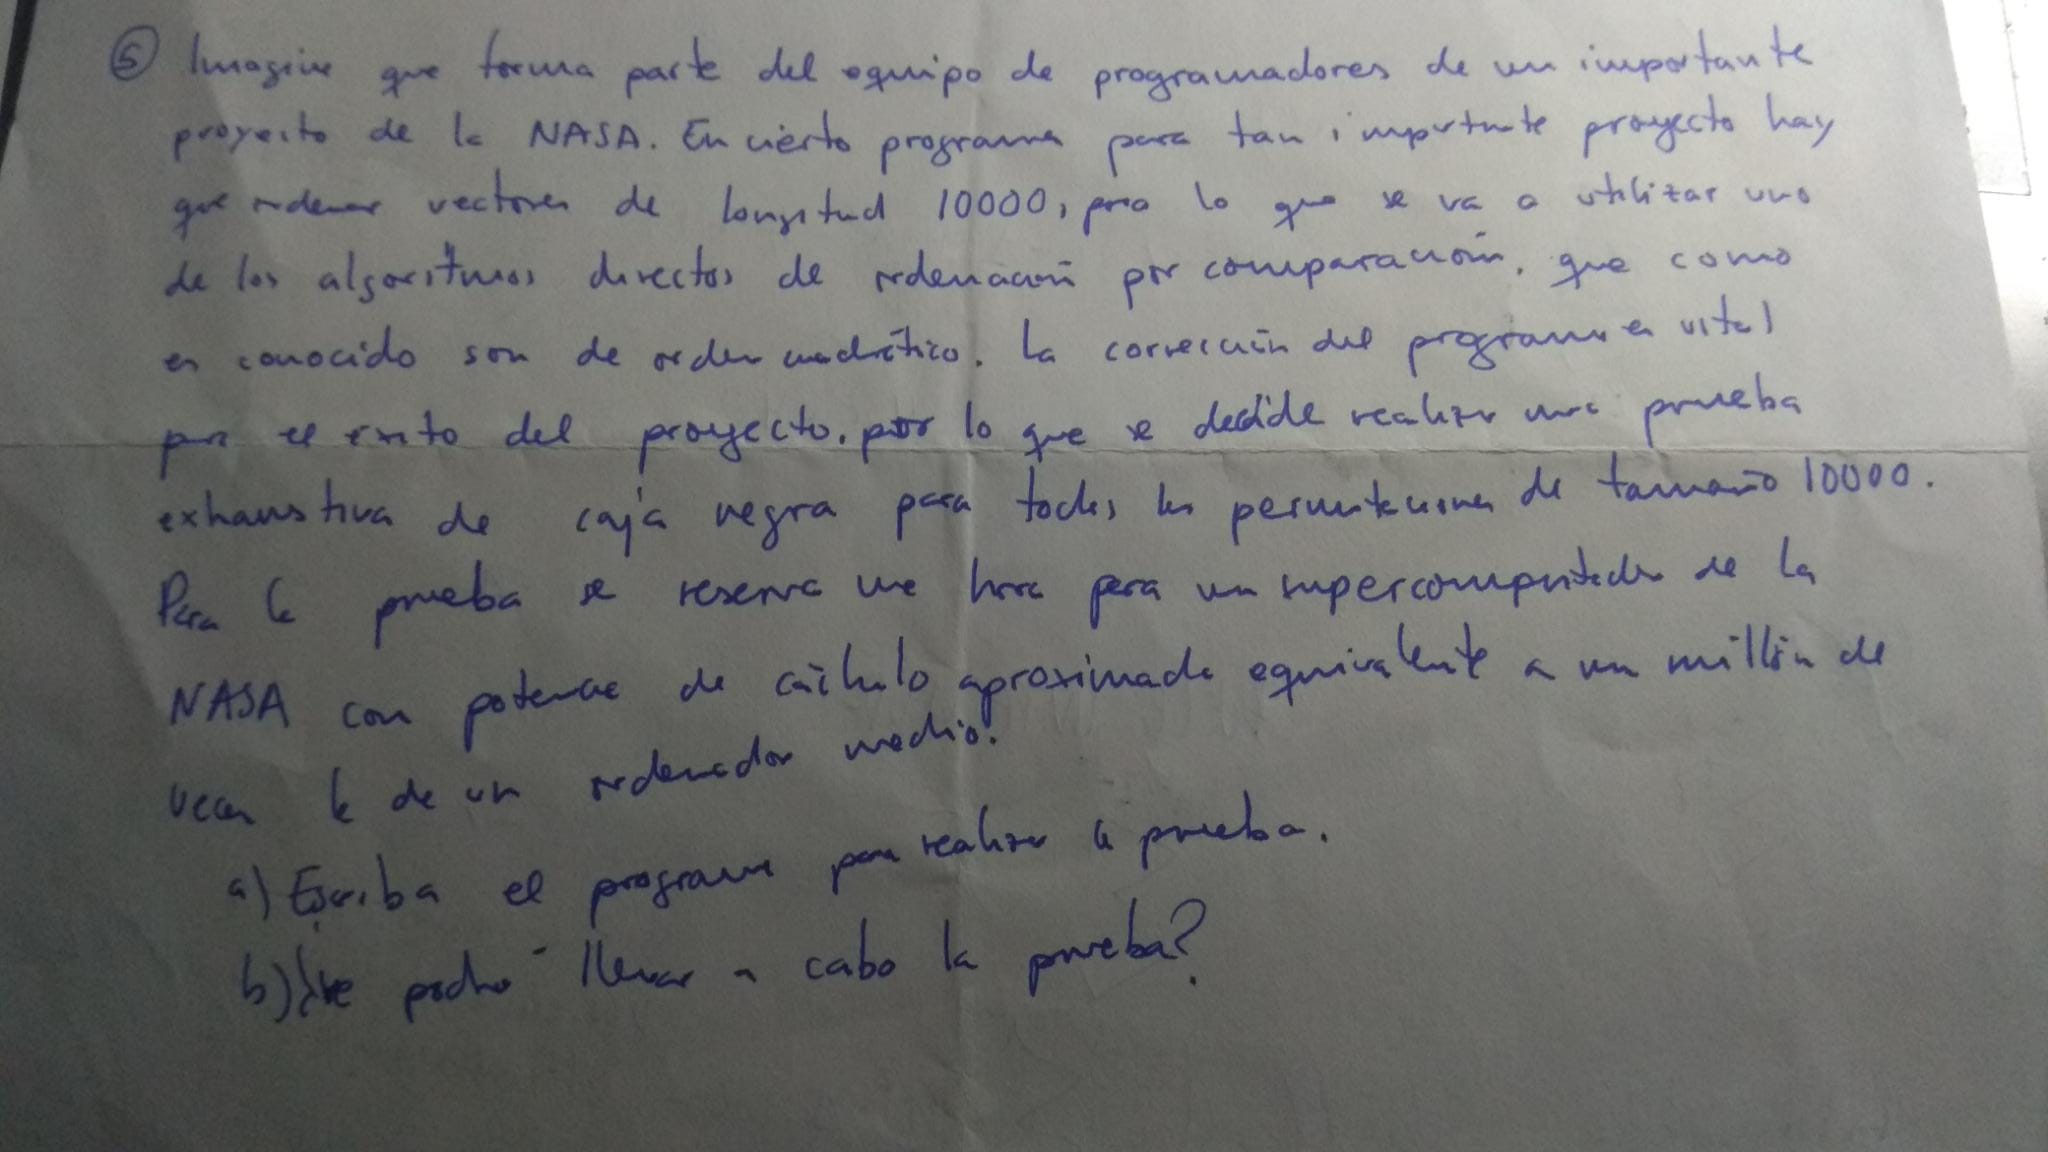 ⑤ Imagine que forma parte del equipo de programadores de un importante
proyecto de la NASA. En cierto programa para tan importante proyecto hay
que ordenar vectores de longitud 10000, para lo que se va a utilizar uno
de los algoritmos directos de ordenación por comparación, que como
es conocido son de orden cuadrático. La corrección del programa es vital
para el éxito del proyecto, por lo que se decide realizar una prueba
exhaustiva de caja negra para todas las permutaciones de tamaño 10000.
Para la prueba se reserva una hora para un supercomputador de la
NASA con potencia de cálculo aproximada equivalente a un millón de
veces la de un ordenador medio.
a) Escriba el programa para realizar la prueba.
b) ¿Se podrá llevar a cabo la prueba?